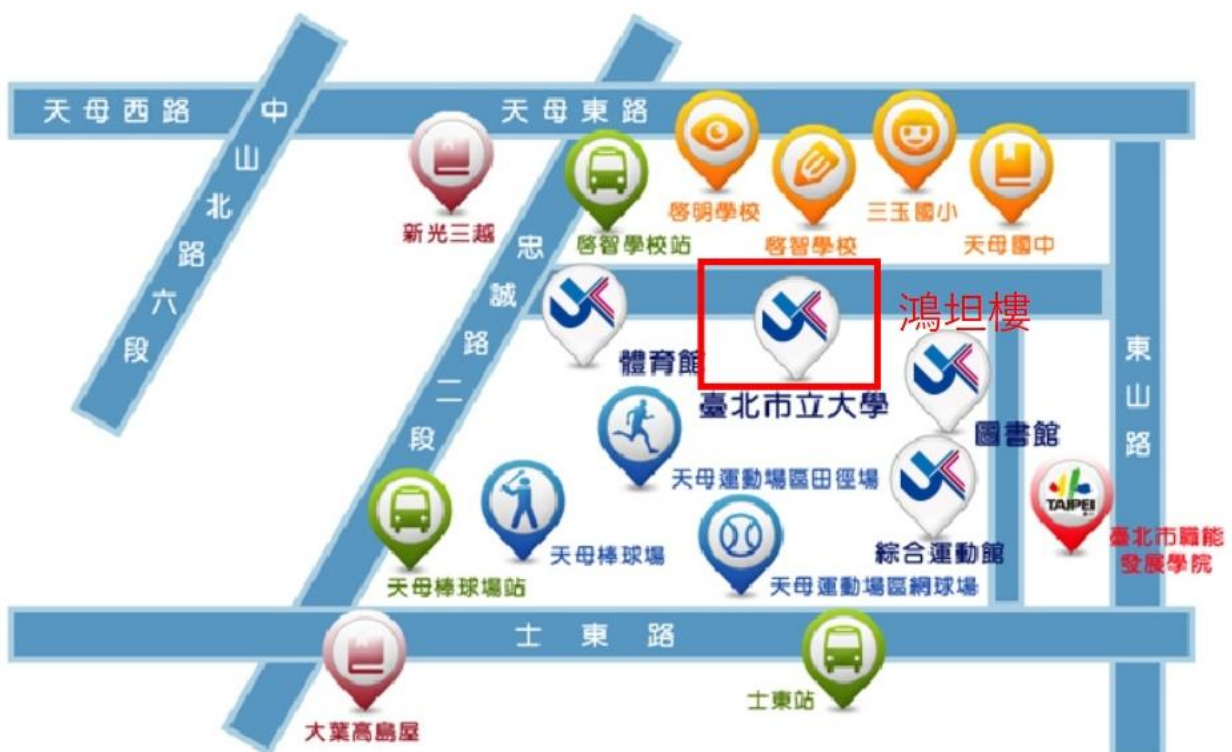 天母西路
中山北路六段
天母東路
新光三越
啓智學校站
啓明學校
啓智學校
三玉國小
天母國中
忠誠路二段
鴻坦樓
體育館
臺北市立大學
圖書館
東山路
天母運動場區田徑場
TAIPEI
天母棒球場站
天母棒球場
天母運動場區網球場
綜合運動館
臺北市職能
發展學院
士東路
大葉高島屋
士東站